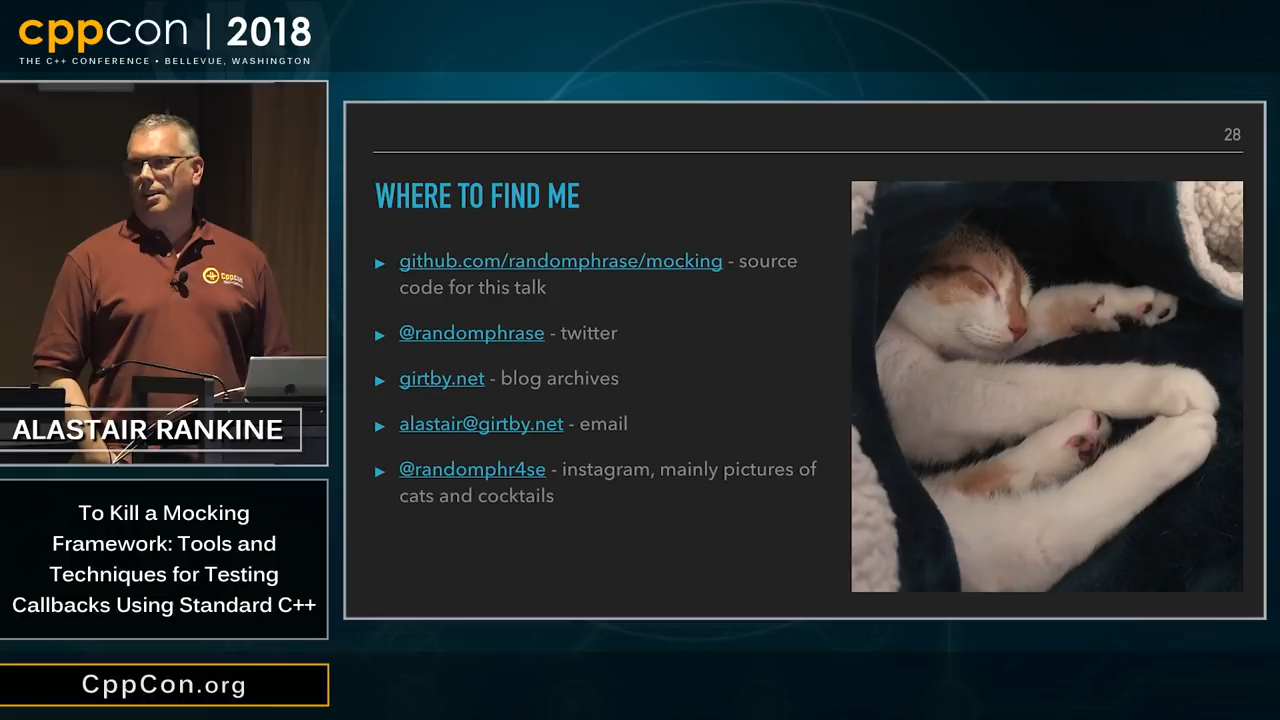 cppcon | 2018
THE C++ CONFERENCE • BELLEVUE, WASHINGTON
CppCon
ALASTAIR RANKINE
To Kill a Mocking
Framework: Tools and
Techniques for Testing
Callbacks Using Standard C++
CppCon.org
28
WHERE TO FIND ME
▸ github.com/randomphrase/mocking - source
code for this talk
▸ @randomphrase - twitter
▸ girtby.net - blog archives
▸ alastair@girtby.net - email
▸ @randomphr4se - instagram, mainly pictures of
cats and cocktails